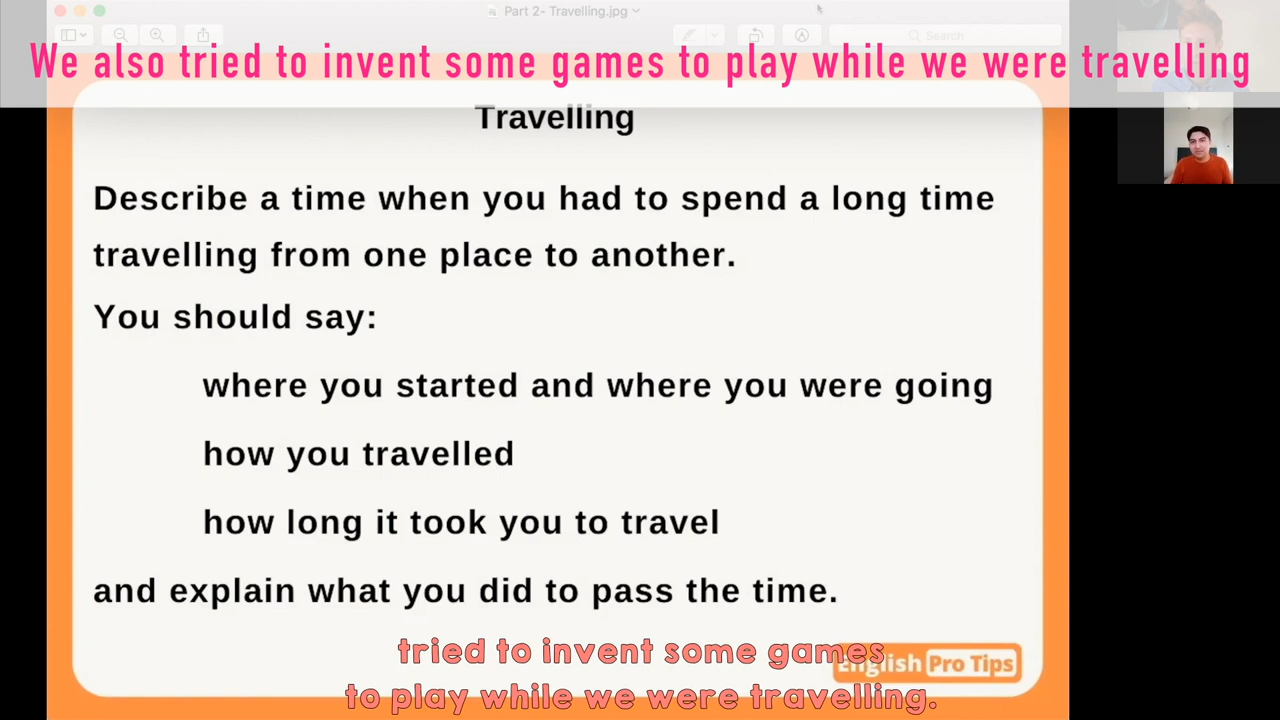 Part 2- Travelling.jpg
Search
We also tried to invent some games to play while we were travelling
Travelling
Describe a time when you had to spend a long time
travelling from one place to another.
You should say:
where you started and where you were going
how you travelled
how long it took you to travel
and explain what you did to pass the time.
tried to invent some games
English Pro Tips
to play while we were travelling.